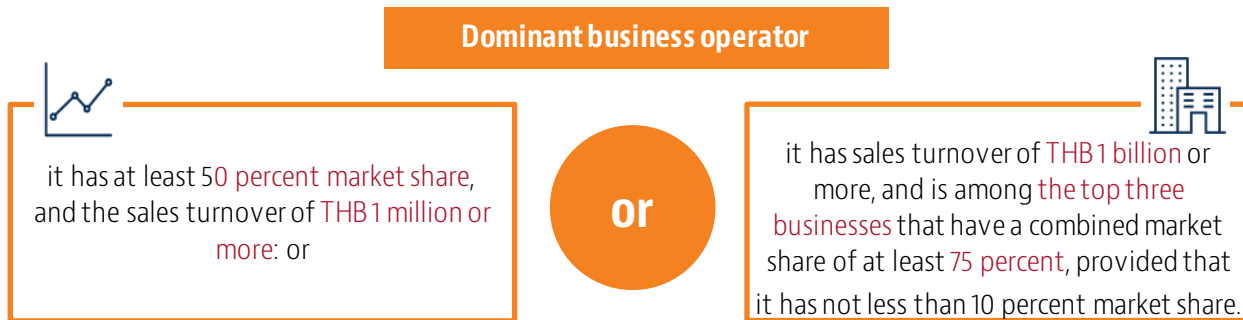 Dominant business operator
it has at least 50 percent market share,
and the sales turnover of THB 1 million or
more: or
or
it has sales turnover of THB 1 billion or
more, and is among the top three
businesses that have a combined market
share of at least 75 percent, provided that
it has not less than 10 percent market share.